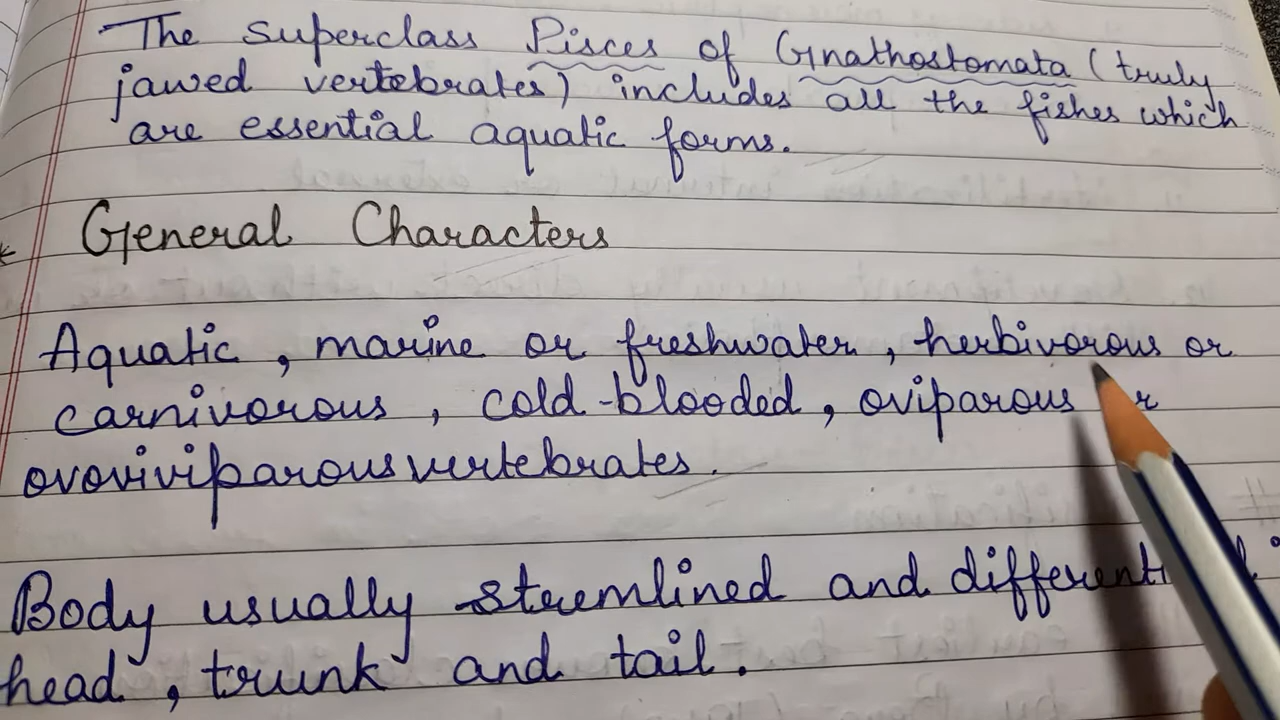 The Superclass Pisces of Gnathostomata (truly
jawed vertebrates) includes all the fishes which
are essential aquatic forms.
General Characters
Aquatic, marine or freshwater, herbivorous or
carnivorous, cold-blooded, oviparous
ovoviviparous vertebrates.
Body usually stremlined and
head, trunk and tail.